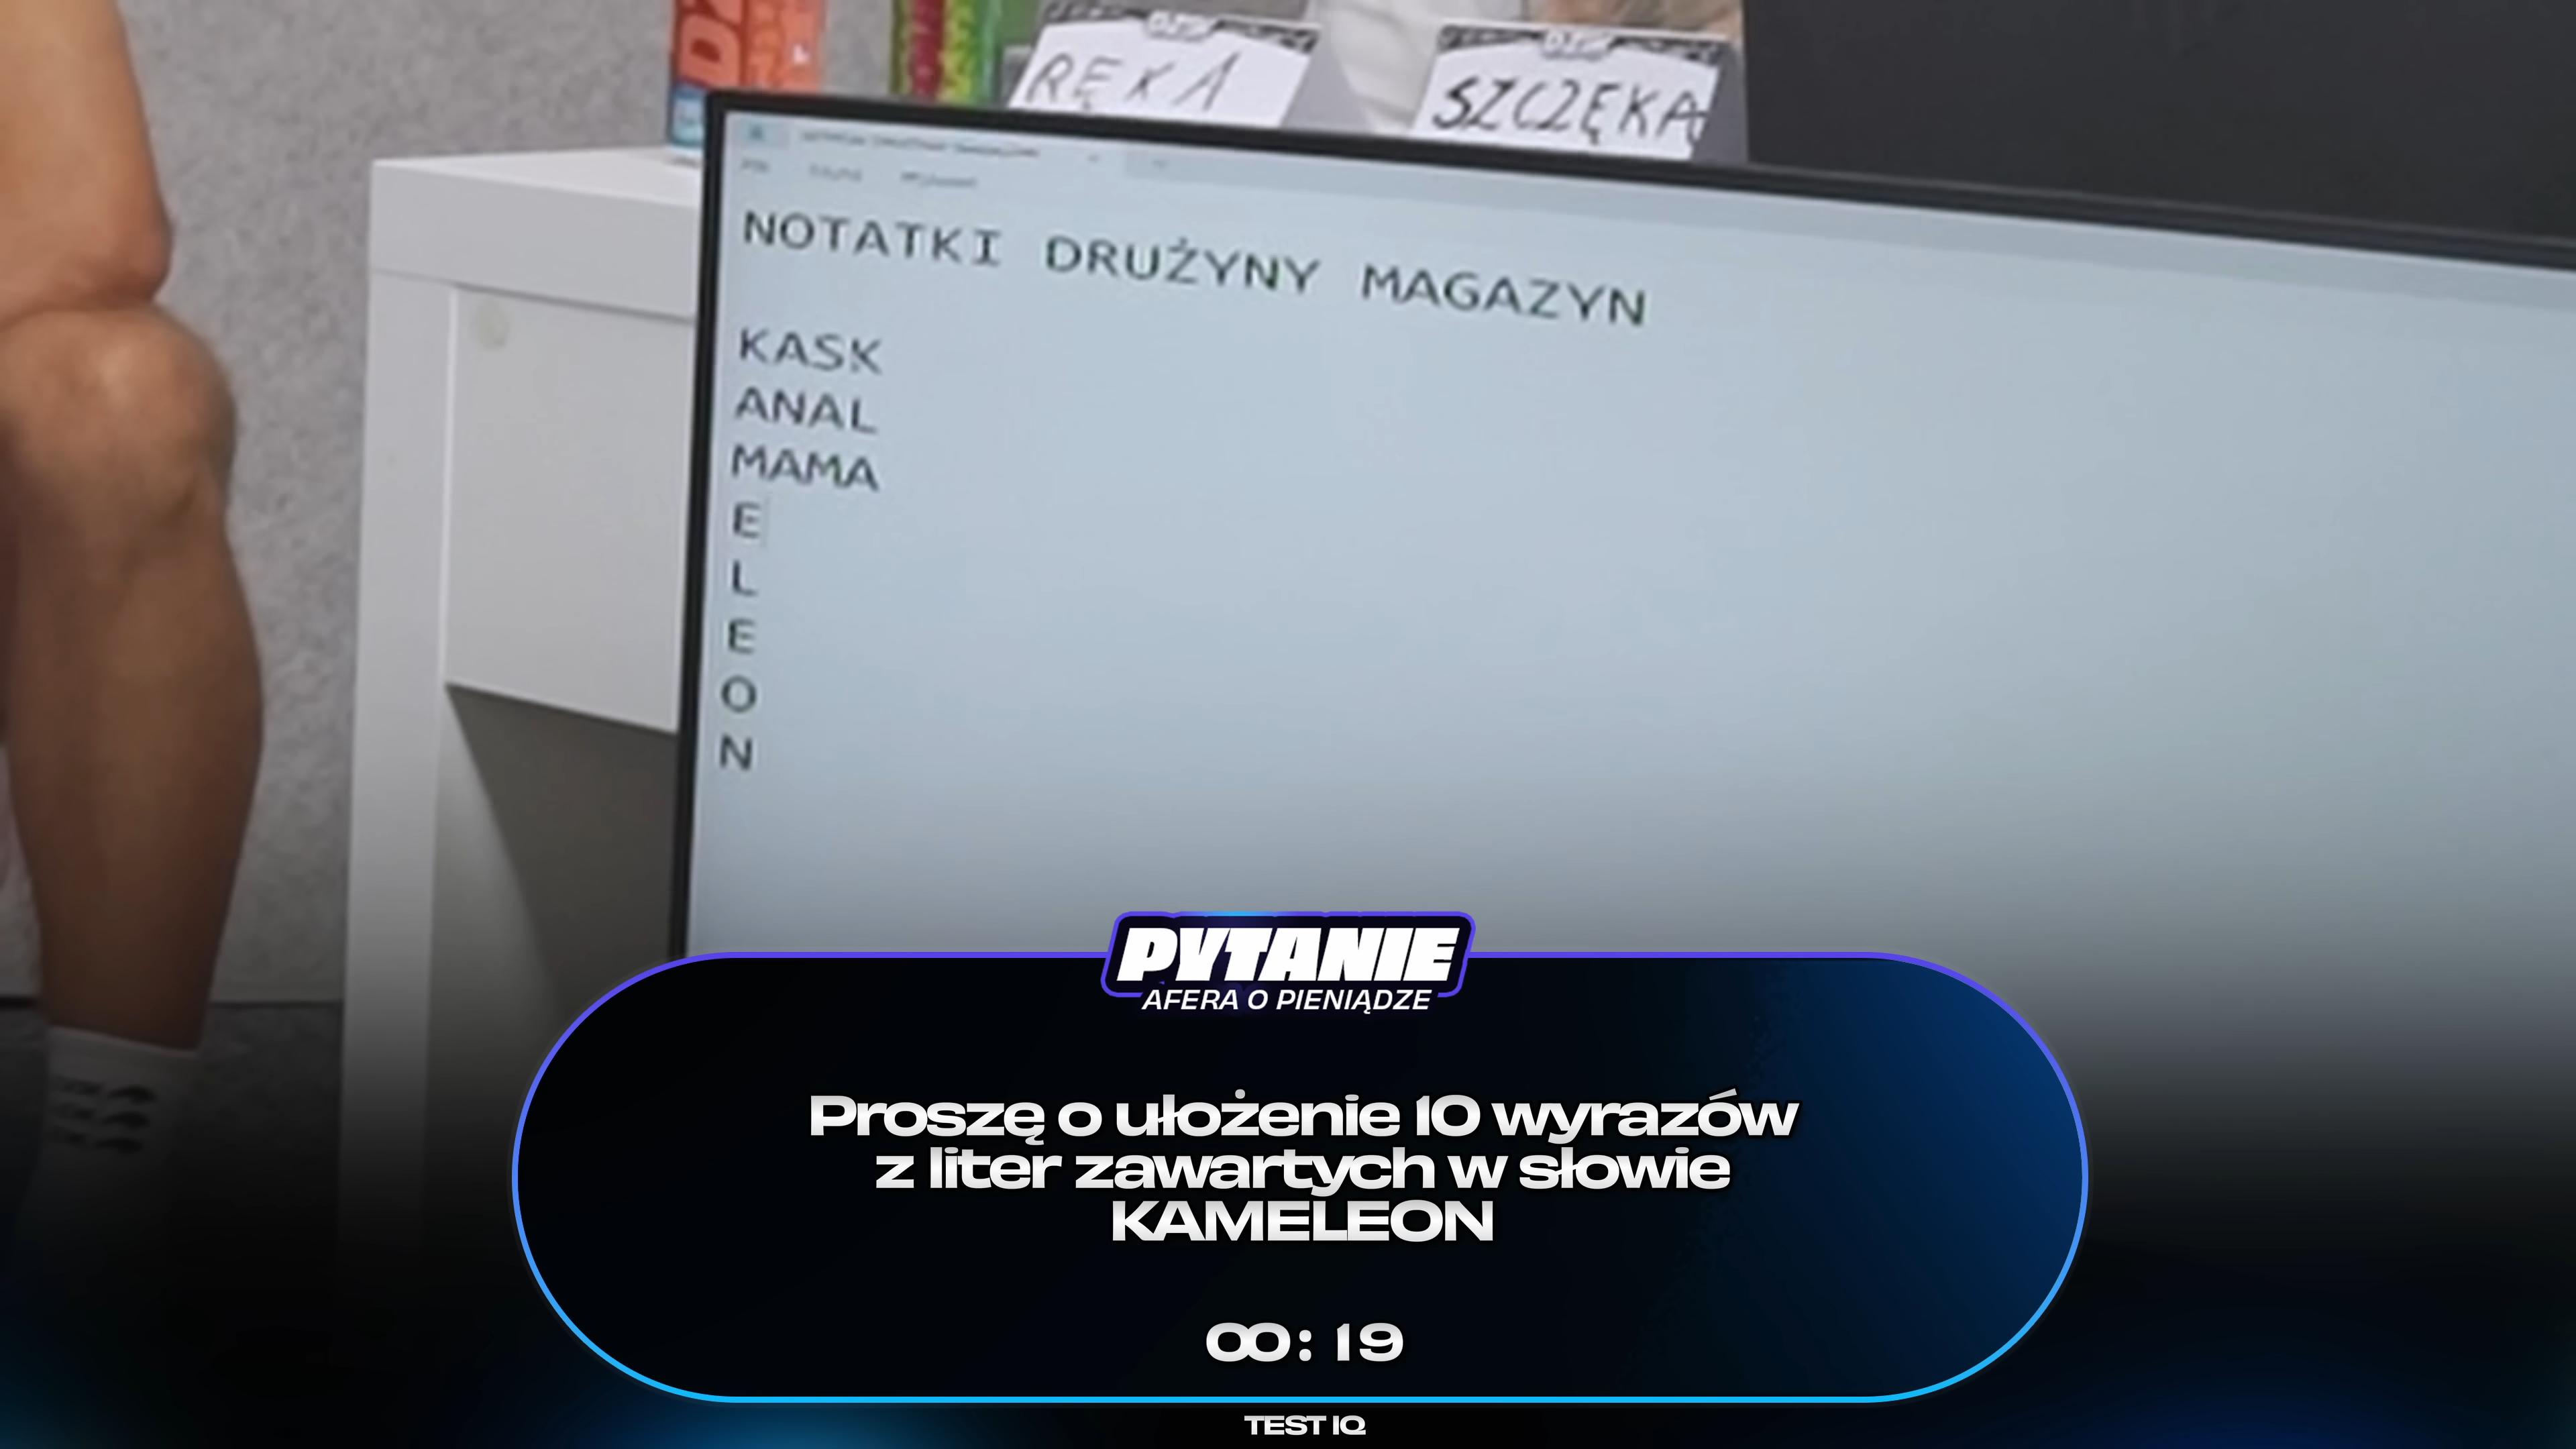 RĘKA
SZCZĘKA
NOTATKI DRUŻYNY MAGAZYN
KASK
ANAL
MAMA
E
L
E
O
N
PYTANIE
AFERA O PIENIĄDZE
Proszę o ułożenie 10 wyrazów
z liter zawartych w słowie
KAMELEON
00:19
TEST IQ